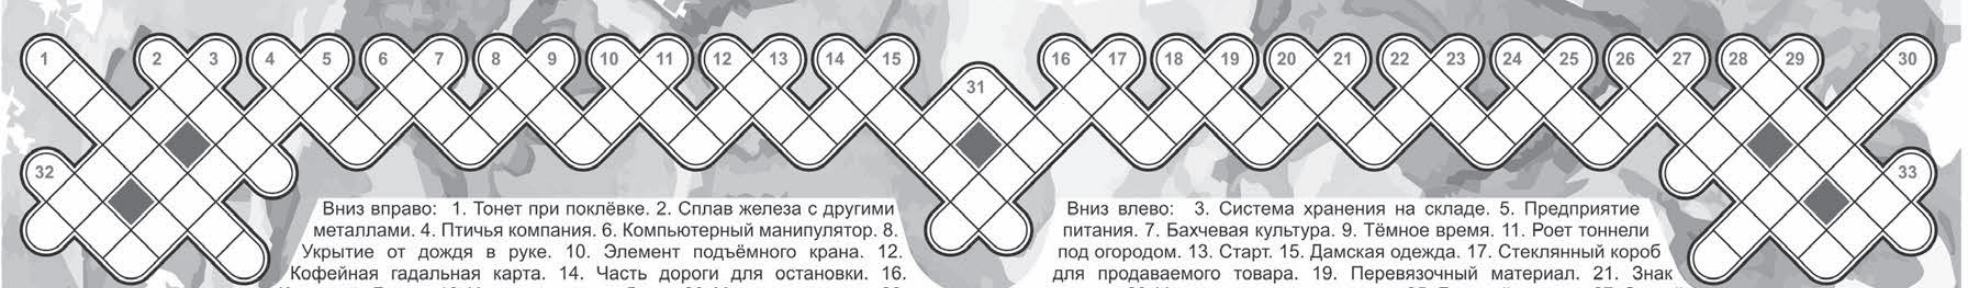 1 2 3 4 5 6 7 8 9 10 11 12 13 14 15 16 17 18 19 20 21 22 23 24 25 26 27 28 29 30
31
32 33
Вниз вправо: 1. Тонет при поклёвке. 2. Сплав железа с другими
металлами. 4. Птичья компания. 6. Компьютерный манипулятор. 8.
Укрытие от дождя в руке. 10. Элемент подъёмного крана. 12.
Кофейная гадальная карта. 14. Часть дороги для остановки. 16.
Вниз влево: 3. Система хранения на складе. 5. Предприятие
питания. 7. Бахчевая культура. 9. Тёмное время. 11. Роет тоннели
под огородом. 13. Старт. 15. Дамская одежда. 17. Стеклянный короб
для продаваемого товара. 19. Перевязочный материал. 21. Знак